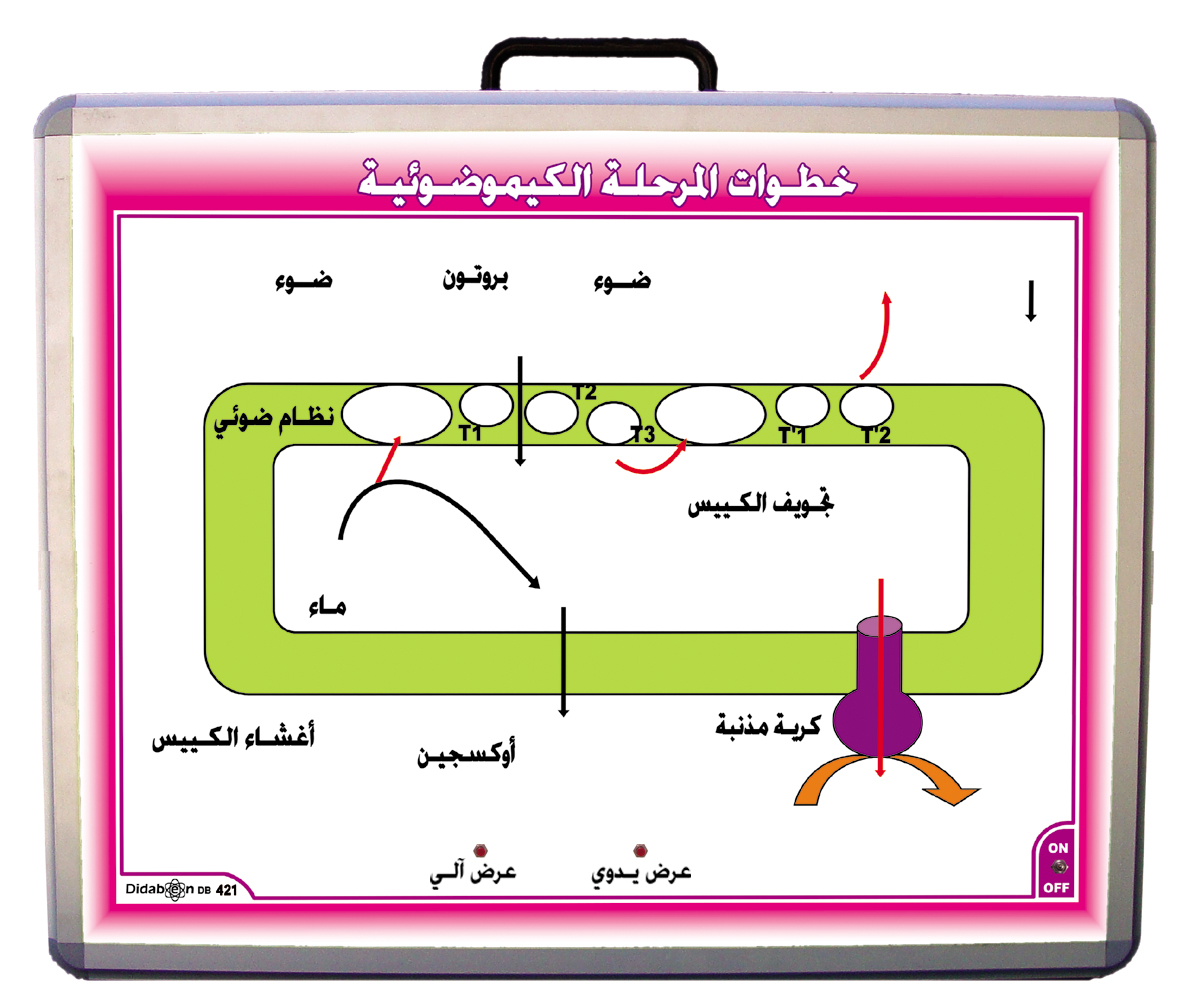 خطوات المرحلة الكيموضوئية
ضوء
بروتون
ضوء
T2
نظام ضوئي
T1
T3
T'1
T'2
تجويف الكييس
ماء
كرية مذنبة
أغشاء الكييس
أوكسجين
عرض يدوي
عرض آلي
ON
OFF
Didaben DB 421